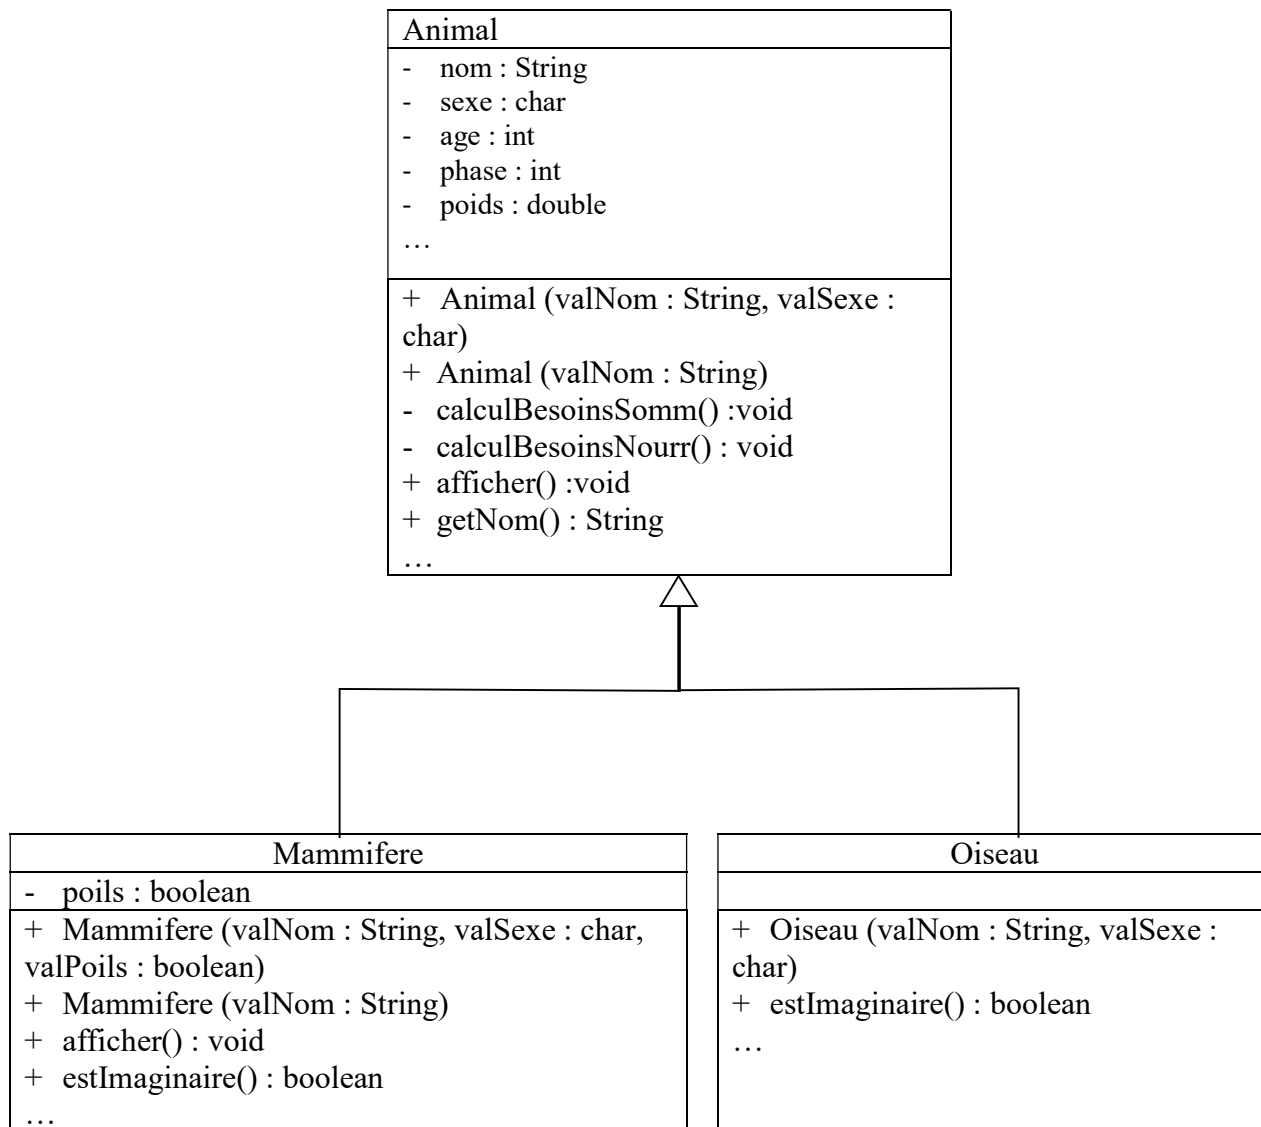 Animal
- nom : String
- sexe : char
- age : int
- phase : int
- poids : double
…
+ Animal (valNom : String, valSexe :
char)
+ Animal (valNom : String)
- calculBesoinsSomm() :void
- calculBesoinsNourr() : void
+ afficher() :void
+ getNom() : String
…
Mammifere
- poils : boolean
+ Mammifere (valNom : String, valSexe : char,
valPoils : boolean)
+ Mammifere (valNom : String)
+ afficher() : void
+ estImaginaire() : boolean
…
Oiseau
+ Oiseau (valNom : String, valSexe :
char)
+ estImaginaire() : boolean
…